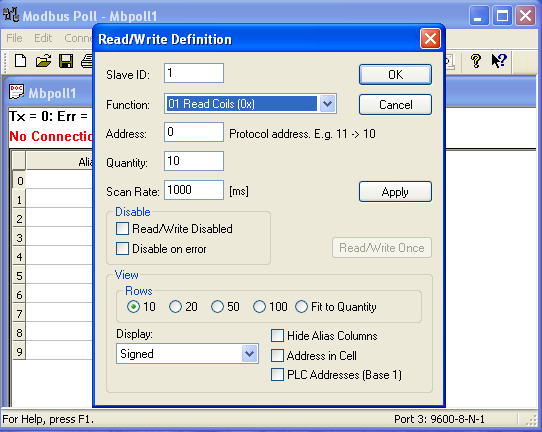 Modbus Poll - Mbpoll1
File Edit
Read/Write Definition
Mbpoll1
Tx = 0: Err =
No Connectio
0
1
2
3
4
5
6
7
8
9
Slave ID: 1
OK
Function: 01 Read Coils (0x)
Cancel
Address: 0 Protocol address. E.g. 11 -> 10
Quantity: 10
Scan Rate: 1000 [ms]
Apply
Disable
Read/Write Disabled
Disable on error
Read/Write Once
View
Rows
10 20 50 100 Fit to Quantity
Display:
Signed
Hide Alias Columns
Address in Cell
PLC Addresses (Base 1)
For Help, press F1.
Port 3: 9600-8-N-1